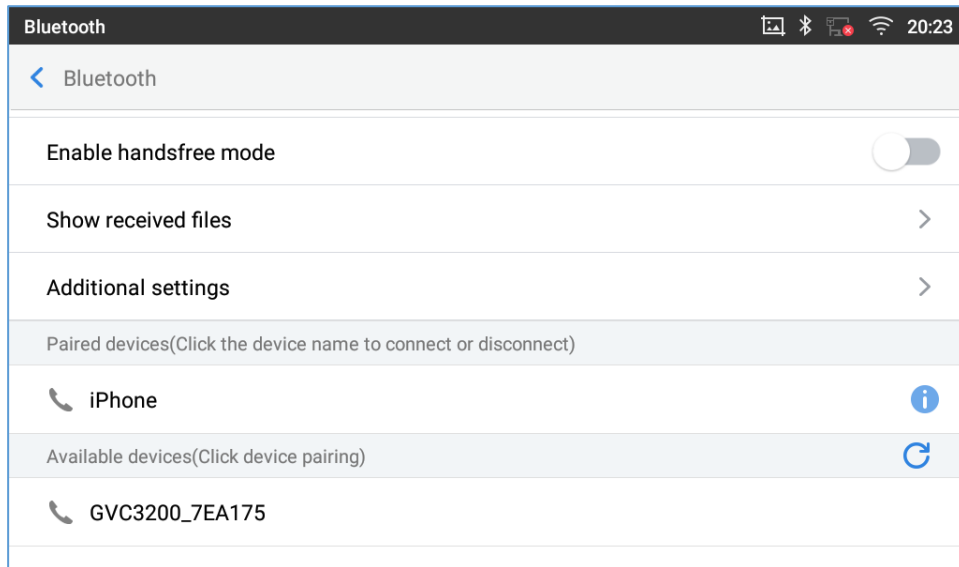 Bluetooth 20:23
Bluetooth
Enable handsfree mode
Show received files
Additional settings
Paired devices(Click the device name to connect or disconnect)
iPhone
Available devices(Click device pairing)
GVC3200_7EA175